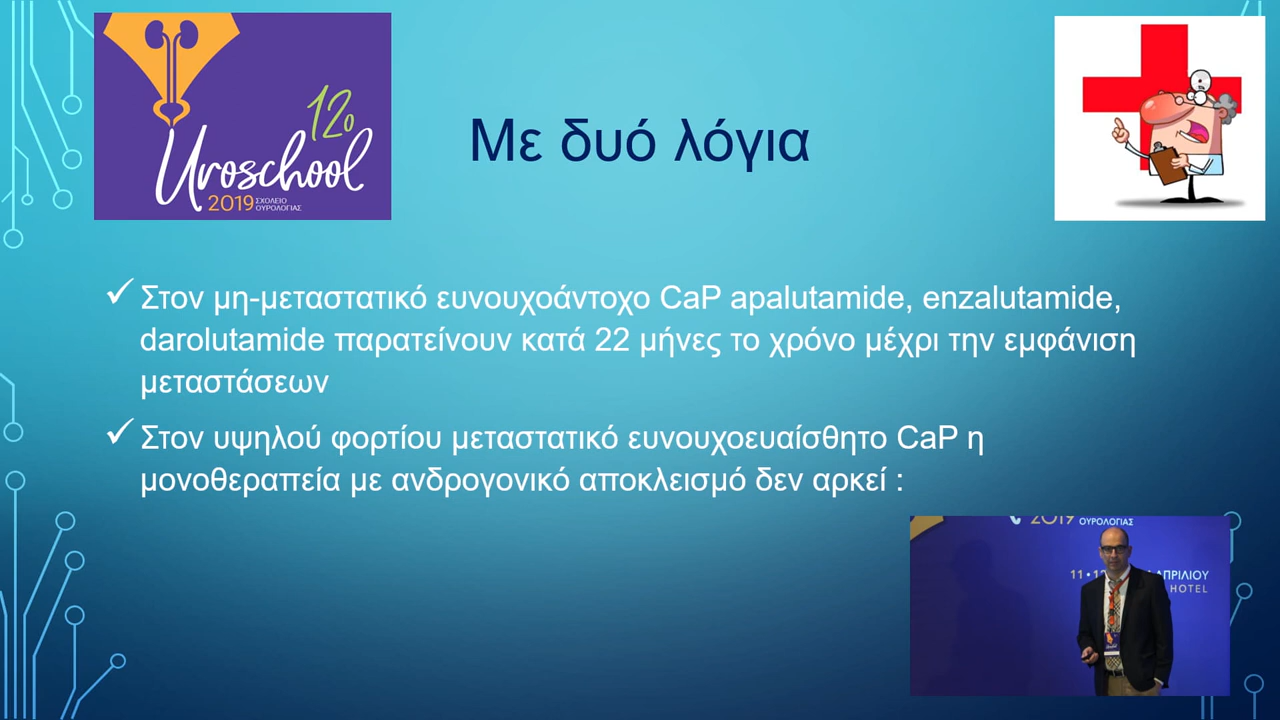 12ο
Uroschool
2019 ΣΧΟΛΕΙΟ
ΟΥΡΟΛΟΓΙΑΣ
Με δυό λόγια
Στον μη-μεταστατικό ευνουχοάντοχο CaP apalutamide, enzalutamide,
darolutamide παρατείνουν κατά 22 μήνες το χρόνο μέχρι την εμφάνιση
μεταστάσεων
Στον υψηλού φορτίου μεταστατικό ευνουχοευαίσθητο CaP η
μονοθεραπεία με ανδρογονικό αποκλεισμό δεν αρκεί :
2019 ΟΥΡΟΛΟΓΙΑΣ
11 •
ΑΠΡΙΛΙΟΥ
HOTEL